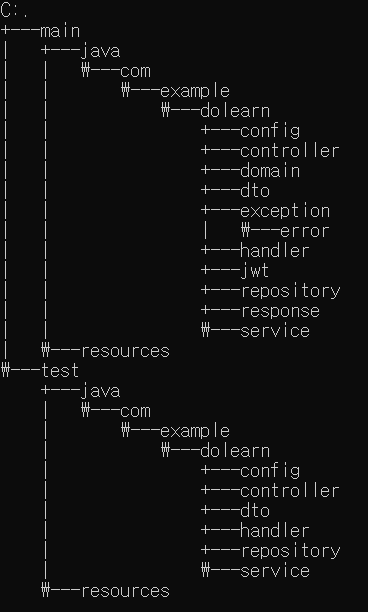 C:.
+---main
|   +---java
|   |   ₩---com
|   |       ₩---example
|   |           ₩---dolearn
|   |               +---config
|   |               +---controller
|   |               +---domain
|   |               +---dto
|   |               +---exception
|   |               |   ₩---error
|   |               +---handler
|   |               +---jwt
|   |               +---repository
|   |               +---response
|   |               ₩---service
|   ₩---resources
₩---test
    +---java
    |   ₩---com
    |       ₩---example
    |           ₩---dolearn
    |               +---config
    |               +---controller
    |               +---dto
    |               +---handler
    |               +---repository
    |               ₩---service
    ₩---resources